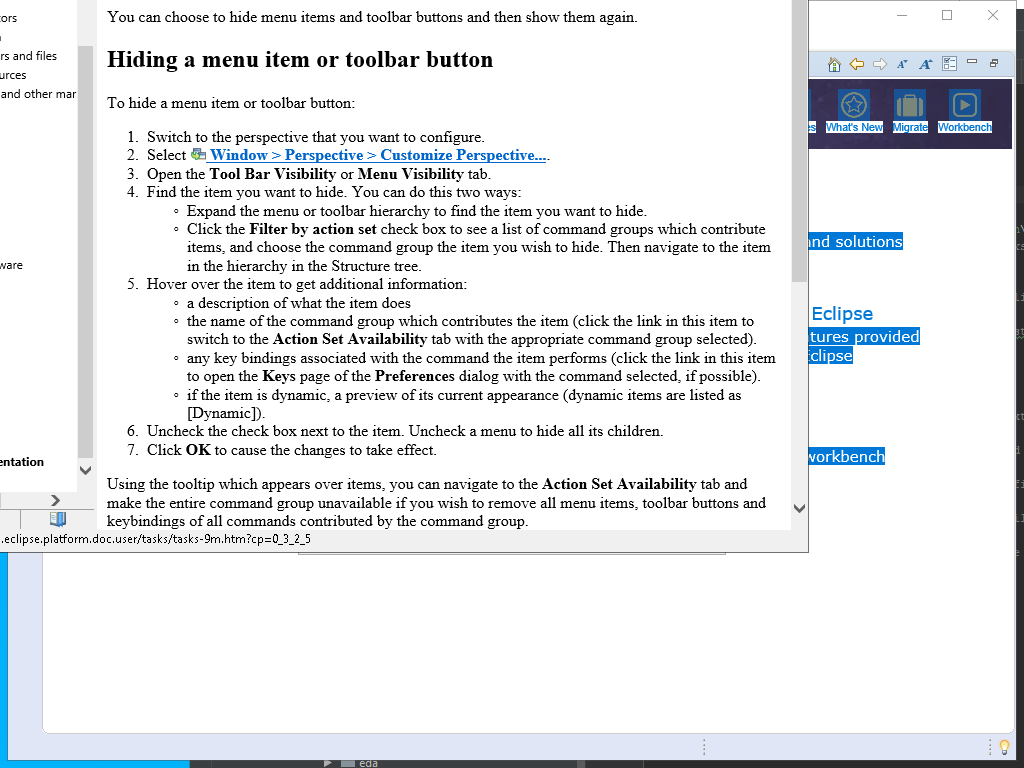 You can choose to hide menu items and toolbar buttons and then show them again.
Hiding a menu item or toolbar button
To hide a menu item or toolbar button:
1. Switch to the perspective that you want to configure.
2. Select Window > Perspective > Customize Perspective....
3. Open the Tool Bar Visibility or Menu Visibility tab.
4. Find the item you want to hide. You can do this two ways:
◦ Expand the menu or toolbar hierarchy to find the item you want to hide.
◦ Click the Filter by action set check box to see a list of command groups which contribute
items, and choose the command group the item you wish to hide. Then navigate to the item
in the hierarchy in the Structure tree.
5. Hover over the item to get additional information:
◦ a description of what the item does
◦ the name of the command group which contributes the item (click the link in this item to
switch to the Action Set Availability tab with the appropriate command group selected).
◦ any key bindings associated with the command the item performs (click the link in this item
to open the Keys page of the Preferences dialog with the command selected, if possible).
◦ if the item is dynamic, a preview of its current appearance (dynamic items are listed as
[Dynamic]).
6. Uncheck the check box next to the item. Uncheck a menu to hide all its children.
7. Click OK to cause the changes to take effect.
Using the tooltip which appears over items, you can navigate to the Action Set Availability tab and
make the entire command group unavailable if you wish to remove all menu items, toolbar buttons and
keybindings of all commands contributed by the command group.
tors
rs and files
urces
and other mar
ware
entation
.eclipse.platform.doc.user/tasks/tasks-9m.htm?cp=0_3_2_5
es What's New Migrate Workbench
and solutions
Eclipse
tures provided
Eclipse
workbench
eda